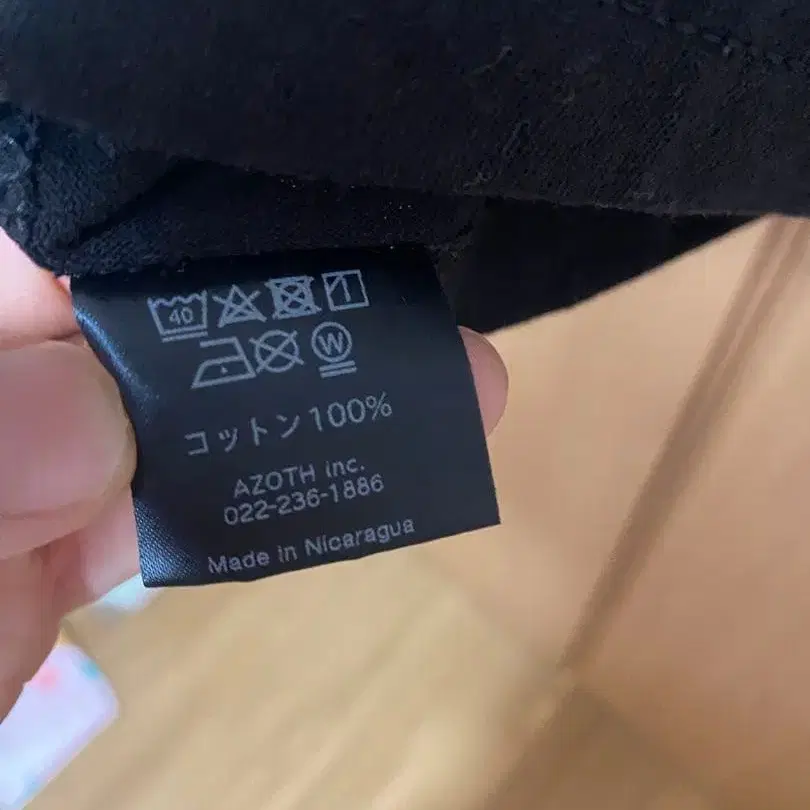 40
W
コットン100%
AZOTH inc.
022-236-1886
Made in Nicaragua